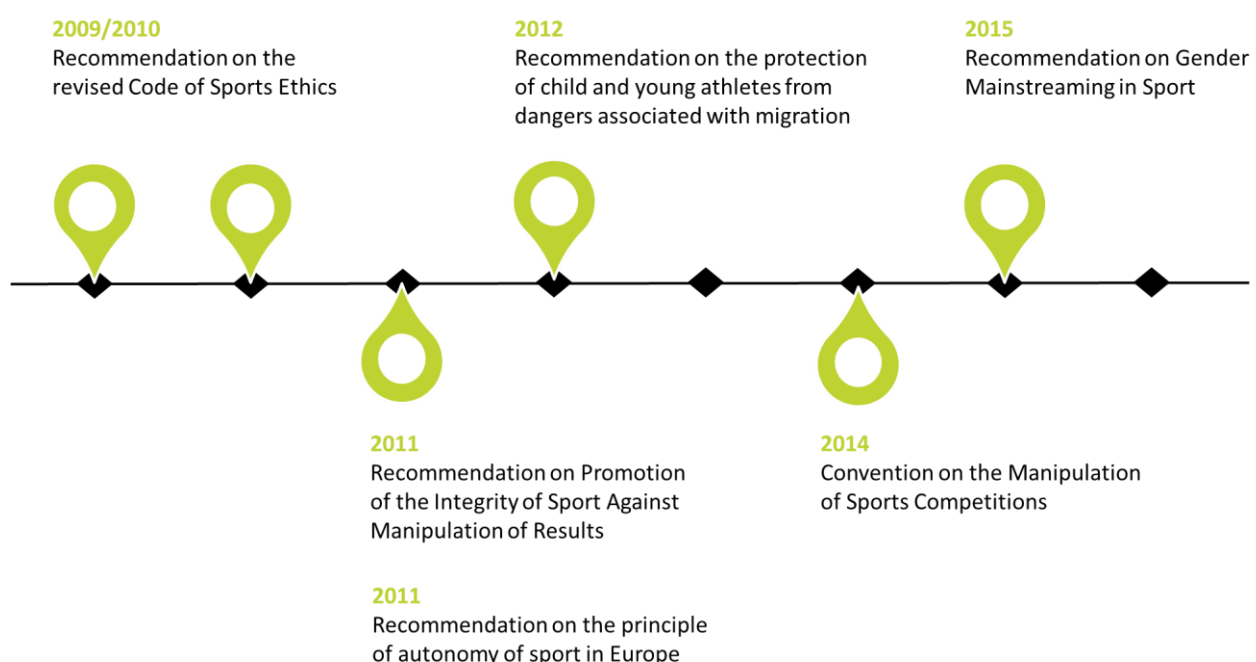 2009/2010
Recommendation on the
revised Code of Sports Ethics
2012
Recommendation on the protection
of child and young athletes from
dangers associated with migration
2015
Recommendation on Gender
Mainstreaming in Sport
2011
Recommendation on Promotion
of the Integrity of Sport Against
Manipulation of Results
2011
Recommendation on the principle
of autonomy of sport in Europe
2014
Convention on the Manipulation
of Sports Competitions